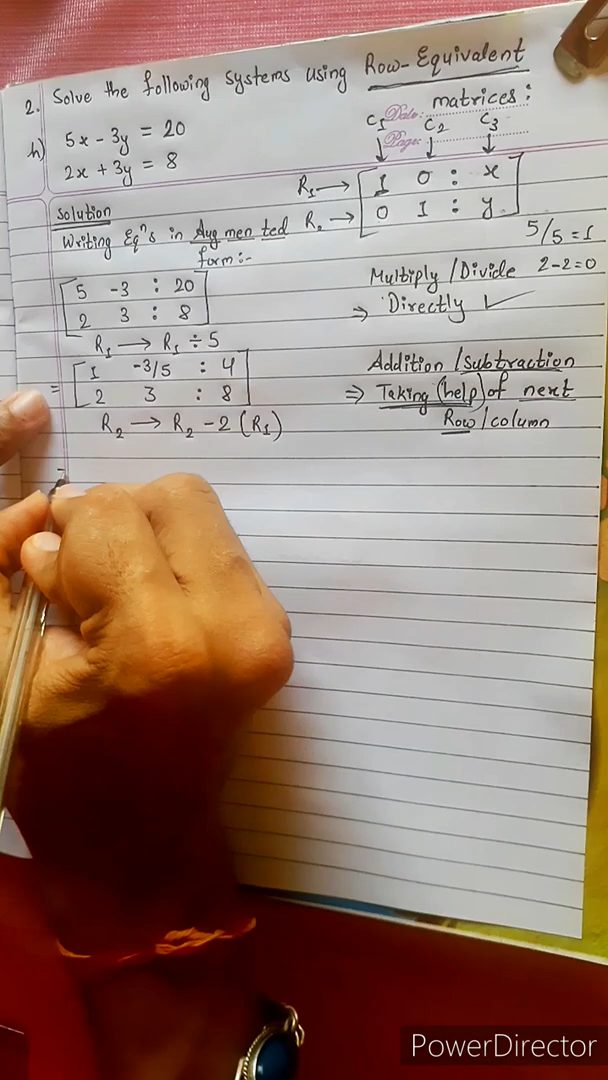 2. Solve the following systems using Row-Equivalent
matrices:
h) 5x - 3y = 20
2x + 3y = 8
Date:
Page:
C1 C2 C3
R1 → [ 1 0 : x ]
R2 → [ 0 1 : y ]
Solution
Writing Eqⁿs in Augmented
form:-
[ 5 -3 : 20 ]
[ 2 3 : 8 ]
R1 → R1 ÷ 5
= [ 1 -3/5 : 4 ]
[ 2 3 : 8 ]
R2 → R2 - 2 (R1)
5/5 = 1
Multiply / Divide 2-2=0
⇒ Directly ✓
Addition / subtraction
⇒ Taking (help) of next
Row / column
PowerDirector